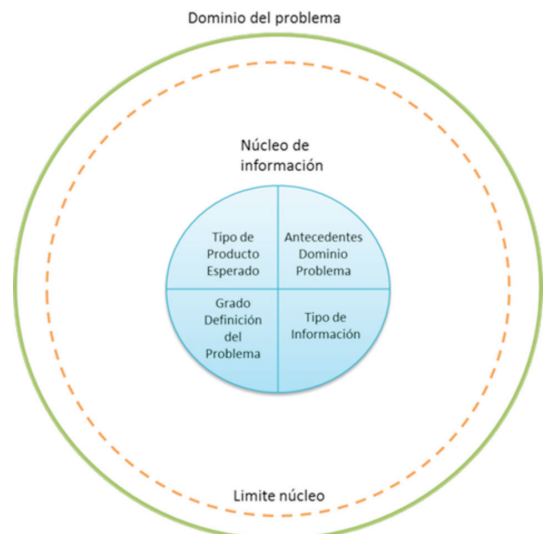 Dominio del problema
Núcleo de
información
Tipo de
Producto
Esperado
Antecedentes
Dominio
Problema
Grado
Definición
del
Problema
Tipo de
Información
Limite núcleo